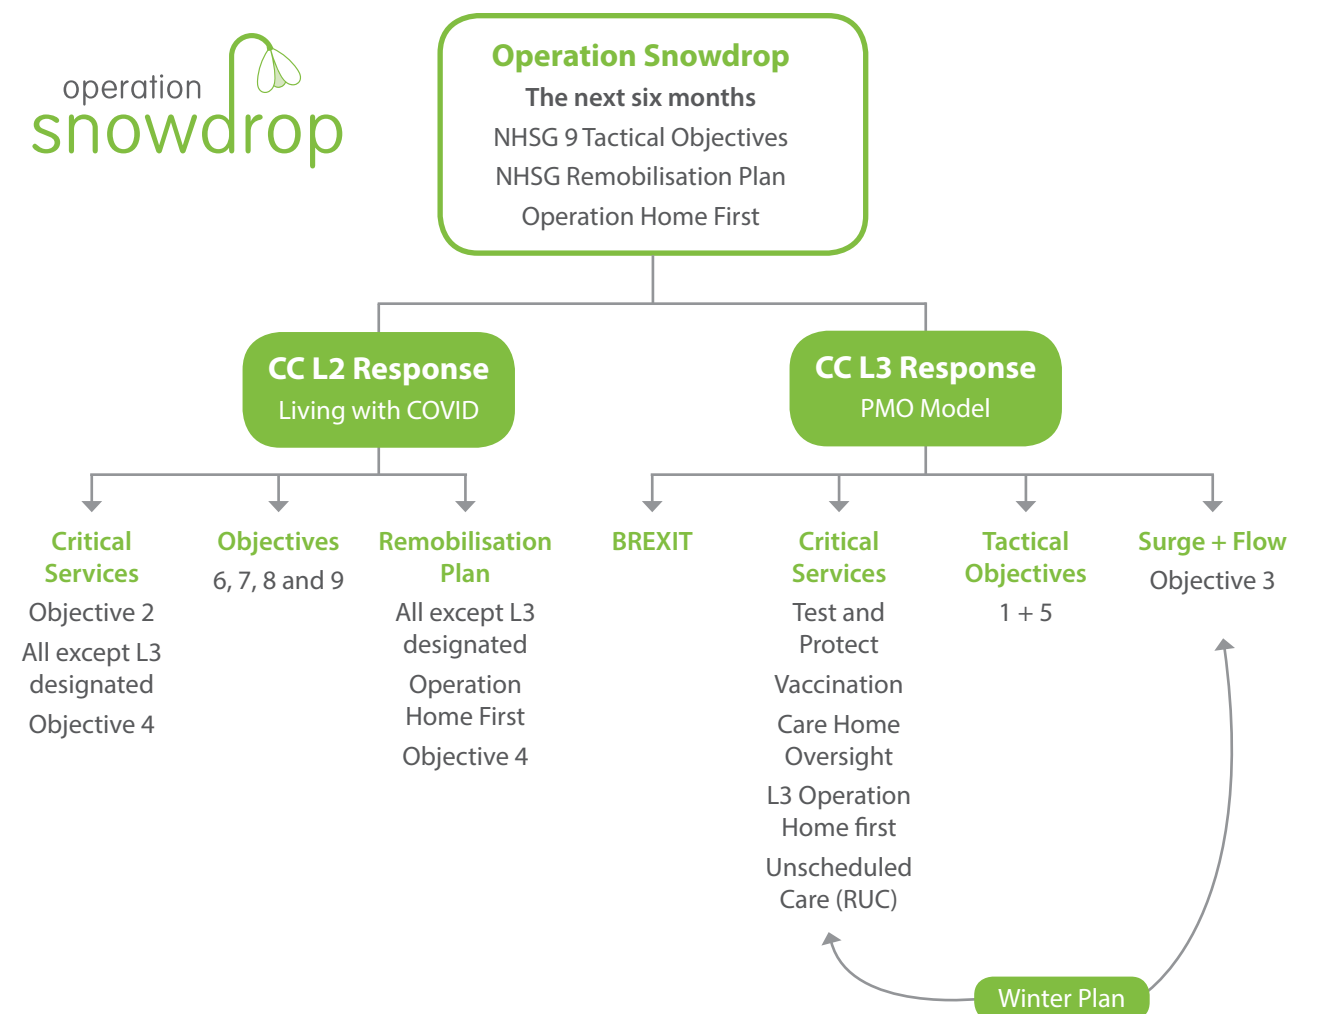 operation
snowdrop
Operation Snowdrop
The next six months
NHSG 9 Tactical Objectives
NHSG Remobilisation Plan
Operation Home First
CC L2 Response
Living with COVID
CC L3 Response
PMO Model
Critical
Services
Objective 2
All except L3
designated
Objective 4
Objectives
6, 7, 8 and 9
Remobilisation
Plan
All except L3
designated
Operation
Home First
Objective 4
BREXIT
Critical
Services
Test and
Protect
Vaccination
Care Home
Oversight
L3 Operation
Home first
Unscheduled
Care (RUC)
Tactical
Objectives
1 + 5
Surge + Flow
Objective 3
Winter Plan